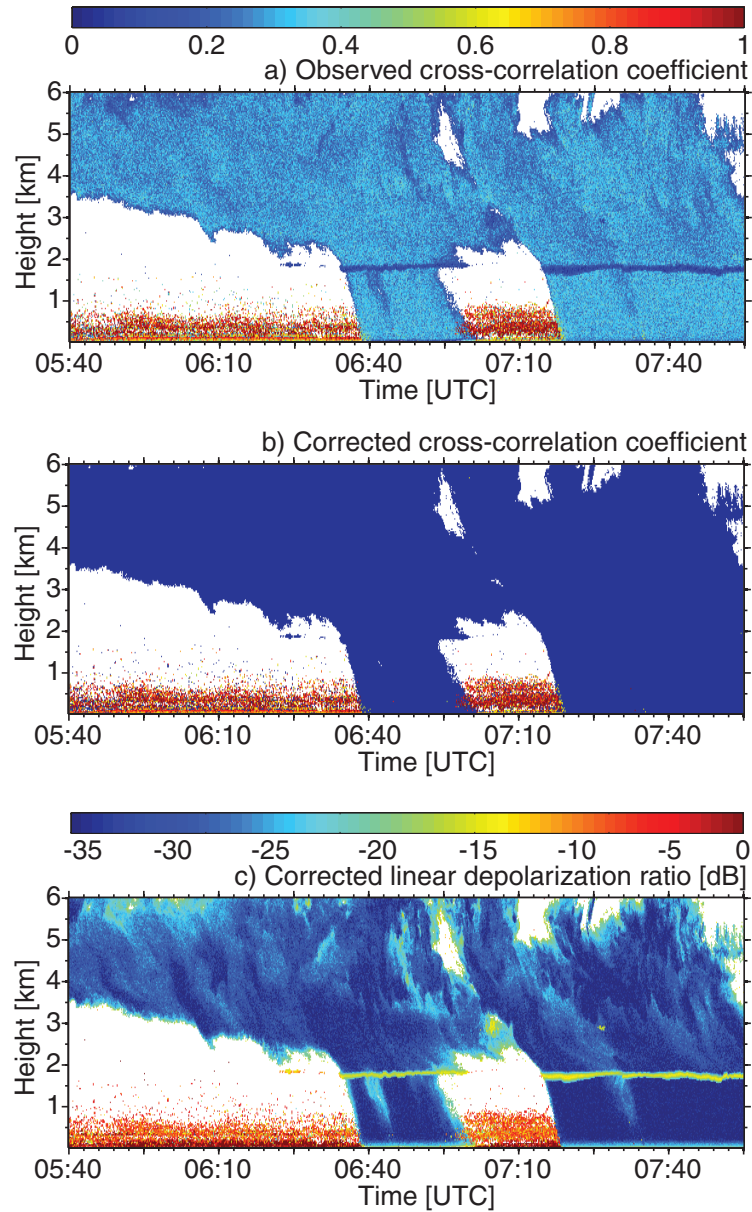 0 0.2 0.4 0.6 0.8 1
a) Observed cross-correlation coefficient
6
5
4
3
2
1
Height [km]
05:40 06:10 06:40 07:10 07:40
Time [UTC]
b) Corrected cross-correlation coefficient
6
5
4
3
2
1
Height [km]
05:40 06:10 06:40 07:10 07:40
Time [UTC]
-35 -30 -25 -20 -15 -10 -5 0
c) Corrected linear depolarization ratio [dB]
6
5
4
3
2
1
Height [km]
05:40 06:10 06:40 07:10 07:40
Time [UTC]